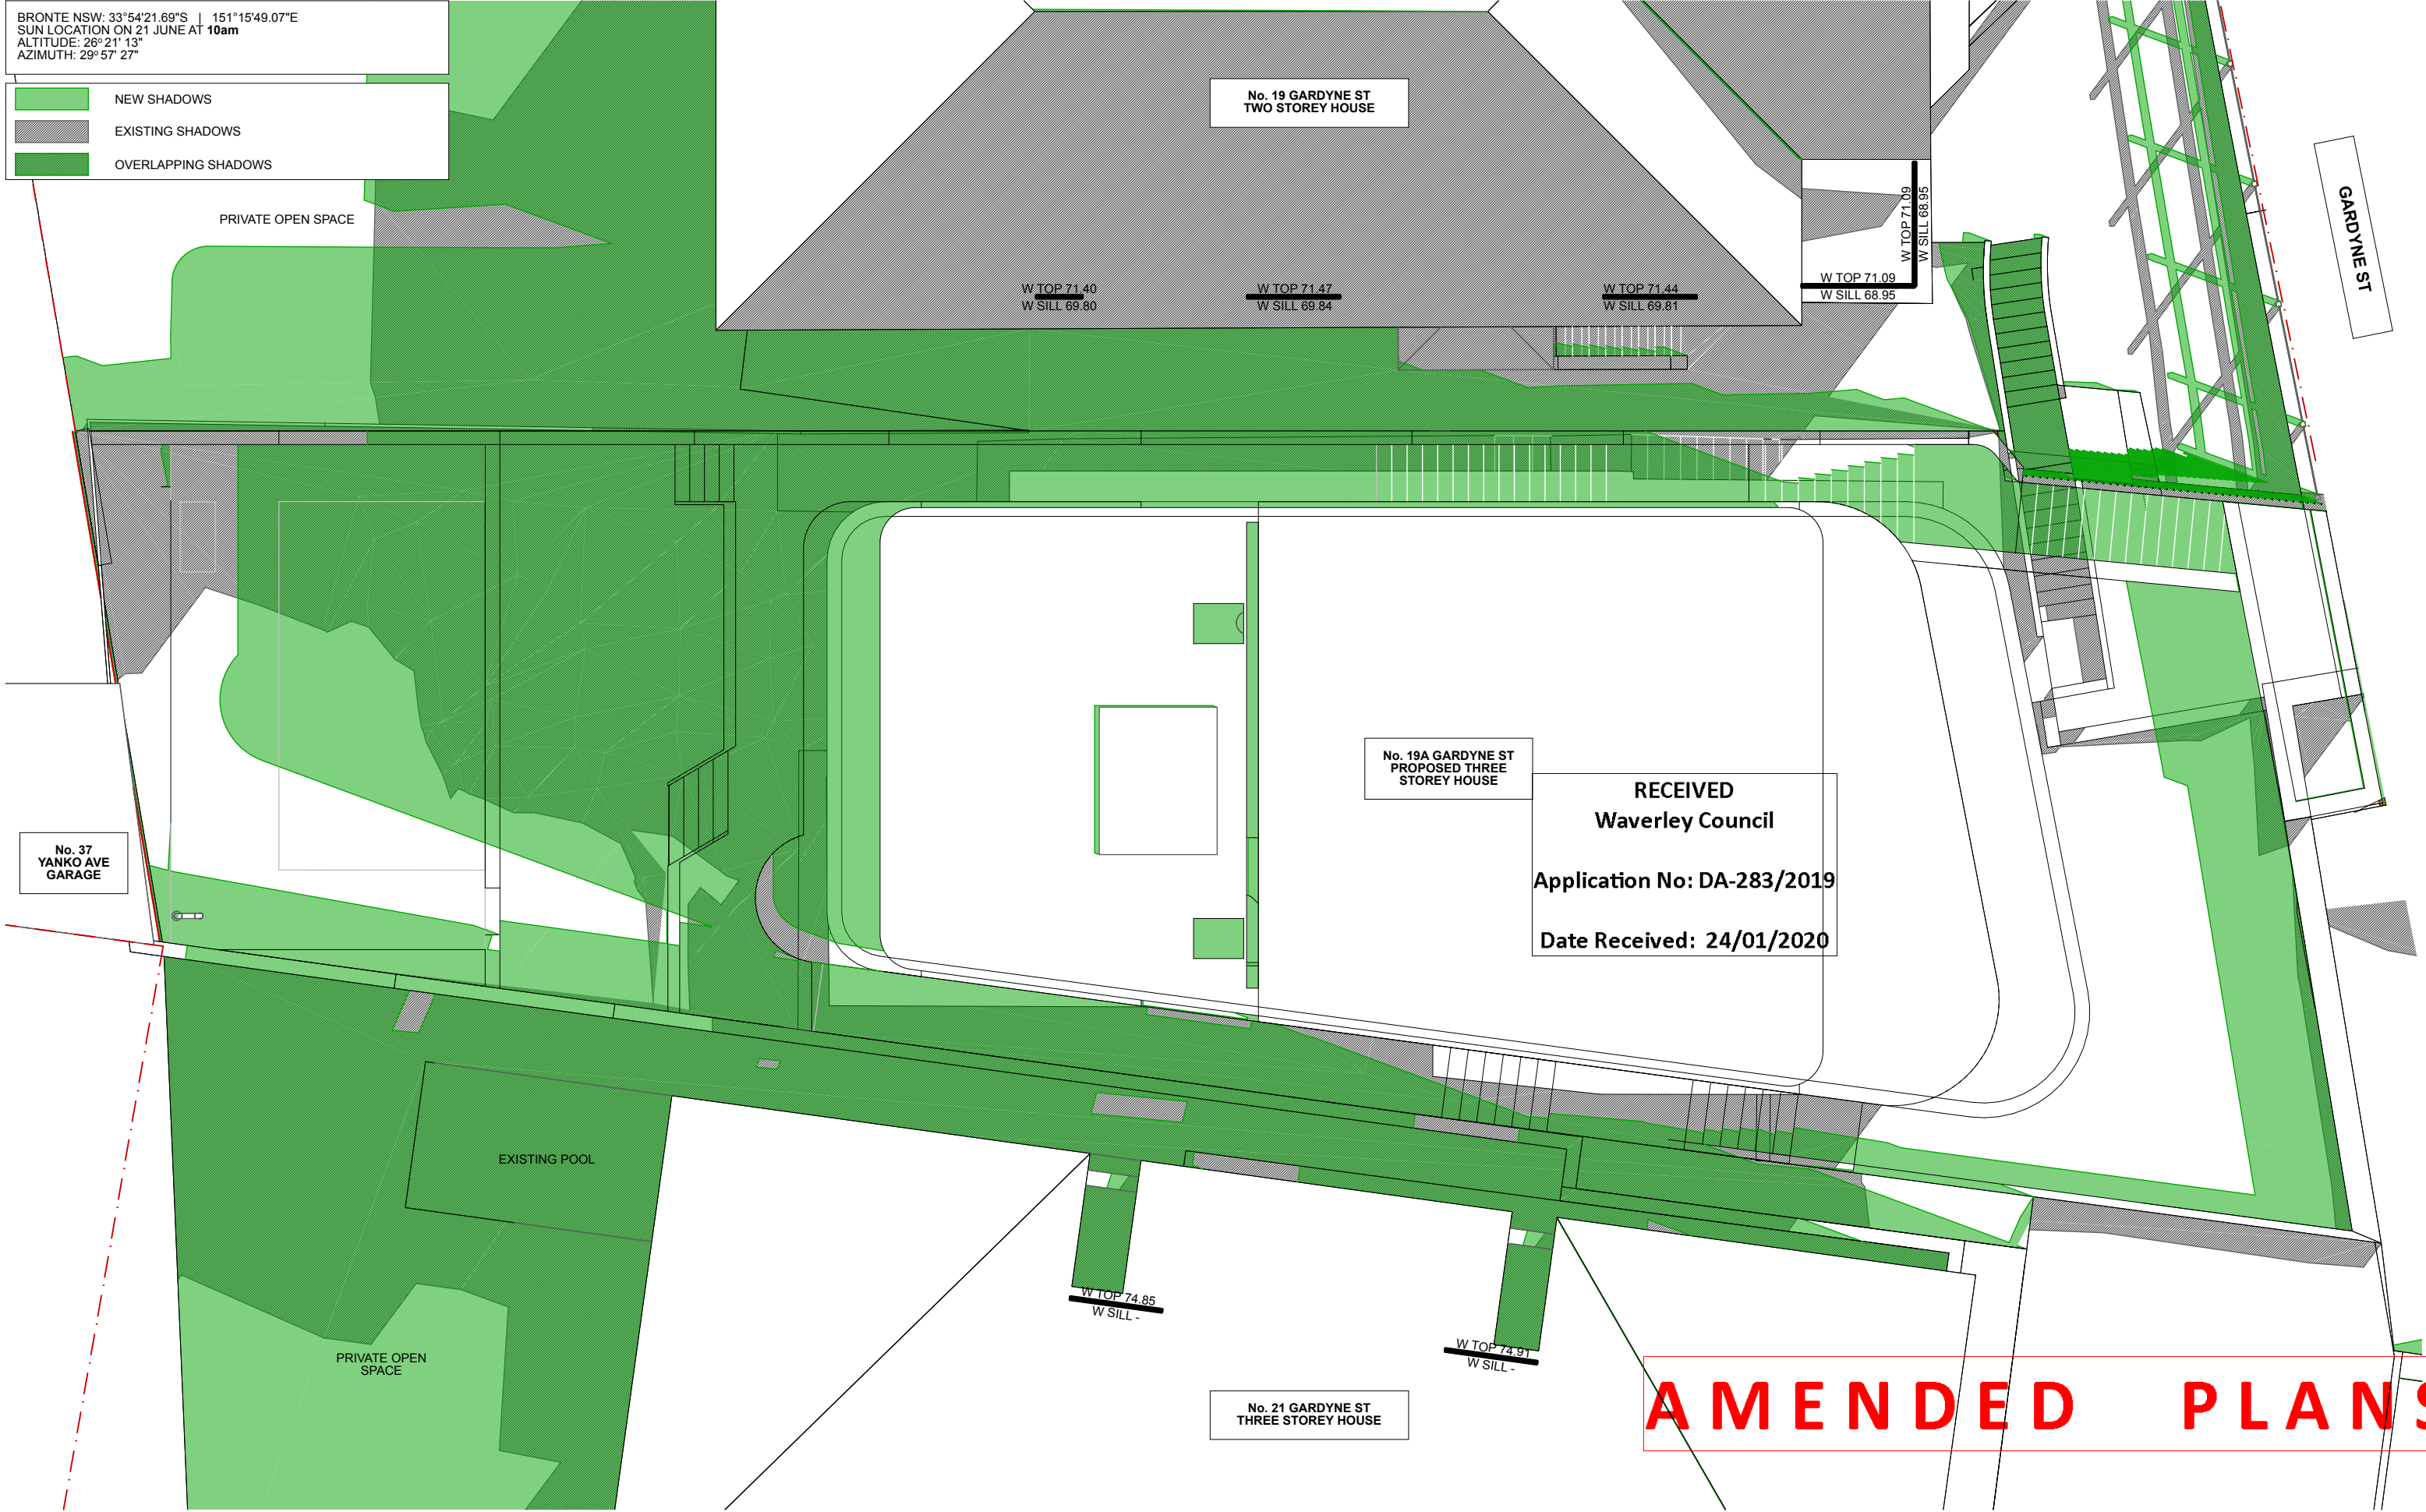 BRONTE NSW: 33°54'21.69"S | 151°15'49.07"E
SUN LOCATION ON 21 JUNE AT 10am
ALTITUDE: 26° 21' 13"
AZIMUTH: 29° 57' 27"
NEW SHADOWS
EXISTING SHADOWS
OVERLAPPING SHADOWS
PRIVATE OPEN SPACE
No. 19 GARDYNE ST
TWO STOREY HOUSE
GARDYNE ST
W TOP 71.09
W SILL 68.95
W TOP 71.40
W SILL 69.80
W TOP 71.47
W SILL 69.84
W TOP 71.44
W SILL 69.81
W TOP 71.09
W SILL 68.95
No. 19A GARDYNE ST
PROPOSED THREE
STOREY HOUSE
RECEIVED
Waverley Council
Application No: DA-283/2019
Date Received: 24/01/2020
No. 37
YANKO AVE
GARAGE
EXISTING POOL
W TOP 74.85
W SILL -
W TOP 74.91
W SILL -
PRIVATE OPEN
SPACE
No. 21 GARDYNE ST
THREE STOREY HOUSE
AMENDED PLANS